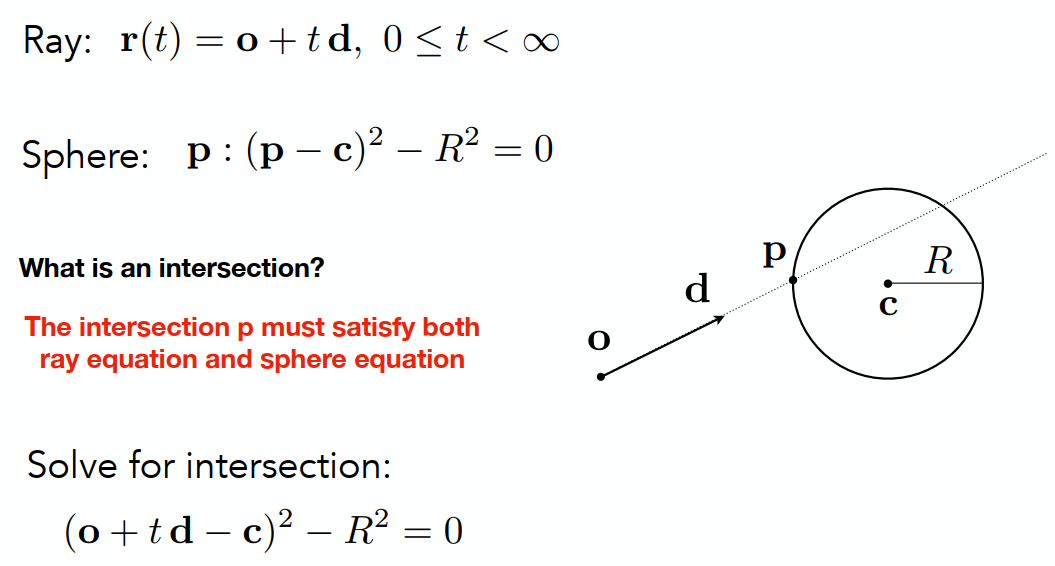 Ray: r(t) = o + t d, 0 ≤ t < ∞
Sphere: p : (p − c)² − R² = 0
What is an intersection?
The intersection p must satisfy both
ray equation and sphere equation
Solve for intersection:
(o + t d − c)² − R² = 0
p
R
d
c
o